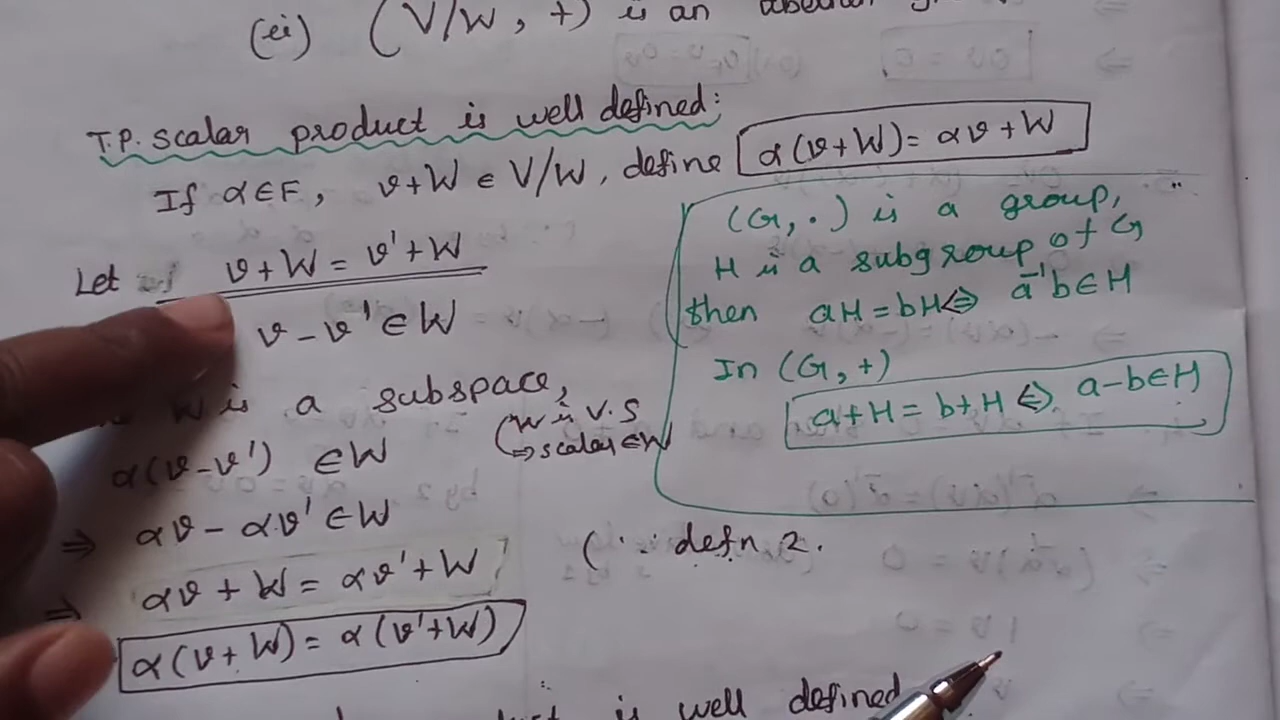 (ii) (V/W, +) is an
T.P. scalar product is well defined:
If α∈F, v+W ∈ V/W, define α(v+W) = αv+W
Let v+W = v'+W
v-v' ∈ W
W is a subspace,
(W is V.S
⇒ scalar ∈ W
α(v-v') ∈ W
⇒ αv - αv' ∈ W
⇒ αv + W = αv' + W (∵ defn 2.
α(v+W) = α(v'+W)
is well defined
(G, ·) is a group,
H is a subgroup of G
then aH = bH ⇔ a⁻¹b ∈ H
In (G, +)
a+H = b+H ⇔ a-b ∈ H